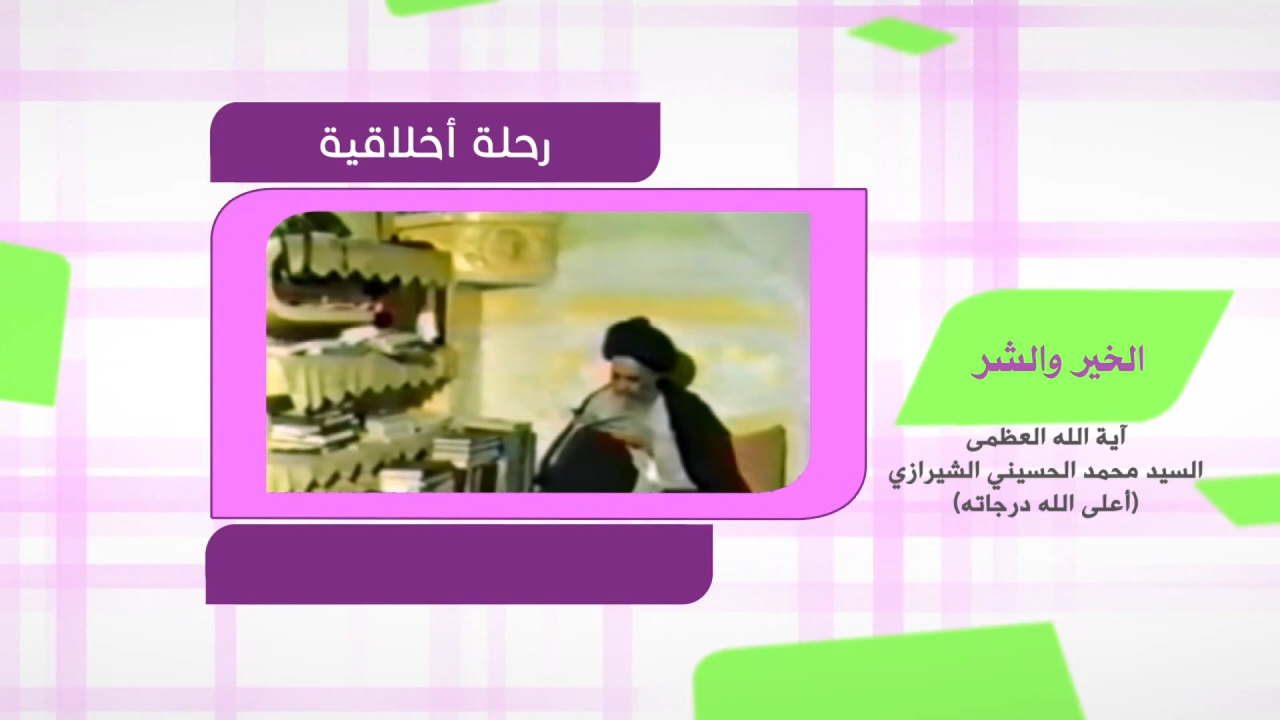 رحلة أخلاقية
الخير والشر
آية الله العظمى
السيد محمد الحسيني الشيرازي
(أعلى الله درجاته)